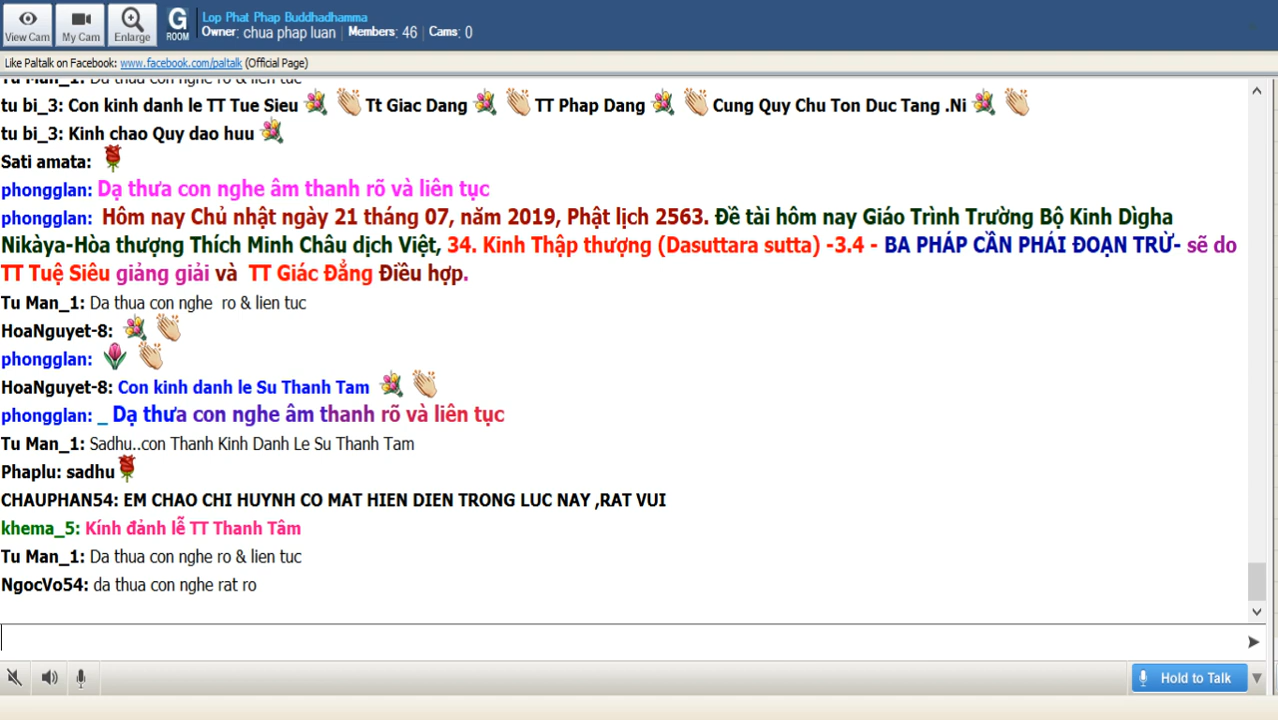 Lop Phat Phap Buddhadhamma
Owner: chua phap luan | Members: 46 | Cams: 0
View Cam
My Cam
Enlarge
G
ROOM
Like Paltalk on Facebook: www.facebook.com/paltalk (Official Page)
Tu Man_1: Da thua con nghe ro & lien tuc
tu bi_3: Con kinh danh le TT Tue Sieu Tt Giac Dang TT Phap Dang Cung Quy Chu Ton Duc Tang .Ni
tu bi_3: Kinh chao Quy dao huu
Sati amata:
phongglan: Dạ thưa con nghe âm thanh rõ và liên tục
phongglan: Hôm nay Chủ nhật ngày 21 tháng 07, năm 2019, Phật lịch 2563. Đề tài hôm nay Giáo Trình Trường Bộ Kinh Dìgha
Nikàya-Hòa thượng Thích Minh Châu dịch Việt, 34. Kinh Thập thượng (Dasuttara sutta) -3.4 - BA PHÁP CẦN PHẢI ĐOẠN TRỪ- sẽ do
TT Tuệ Siêu giảng giải và TT Giác Đẳng Điều hợp.
Tu Man_1: Da thua con nghe ro & lien tuc
HoaNguyet-8:
phongglan:
HoaNguyet-8: Con kinh danh le Su Thanh Tam
phongglan: _ Dạ thưa con nghe âm thanh rõ và liên tục
Tu Man_1: Sadhu..con Thanh Kinh Danh Le Su Thanh Tam
Phaplu: sadhu
CHAUPHAN54: EM CHAO CHI HUYNH CO MAT HIEN DIEN TRONG LUC NAY ,RAT VUI
khema_5: Kính đảnh lễ TT Thanh Tâm
Tu Man_1: Da thua con nghe ro & lien tuc
NgocVo54: da thua con nghe rat ro
Hold to Talk